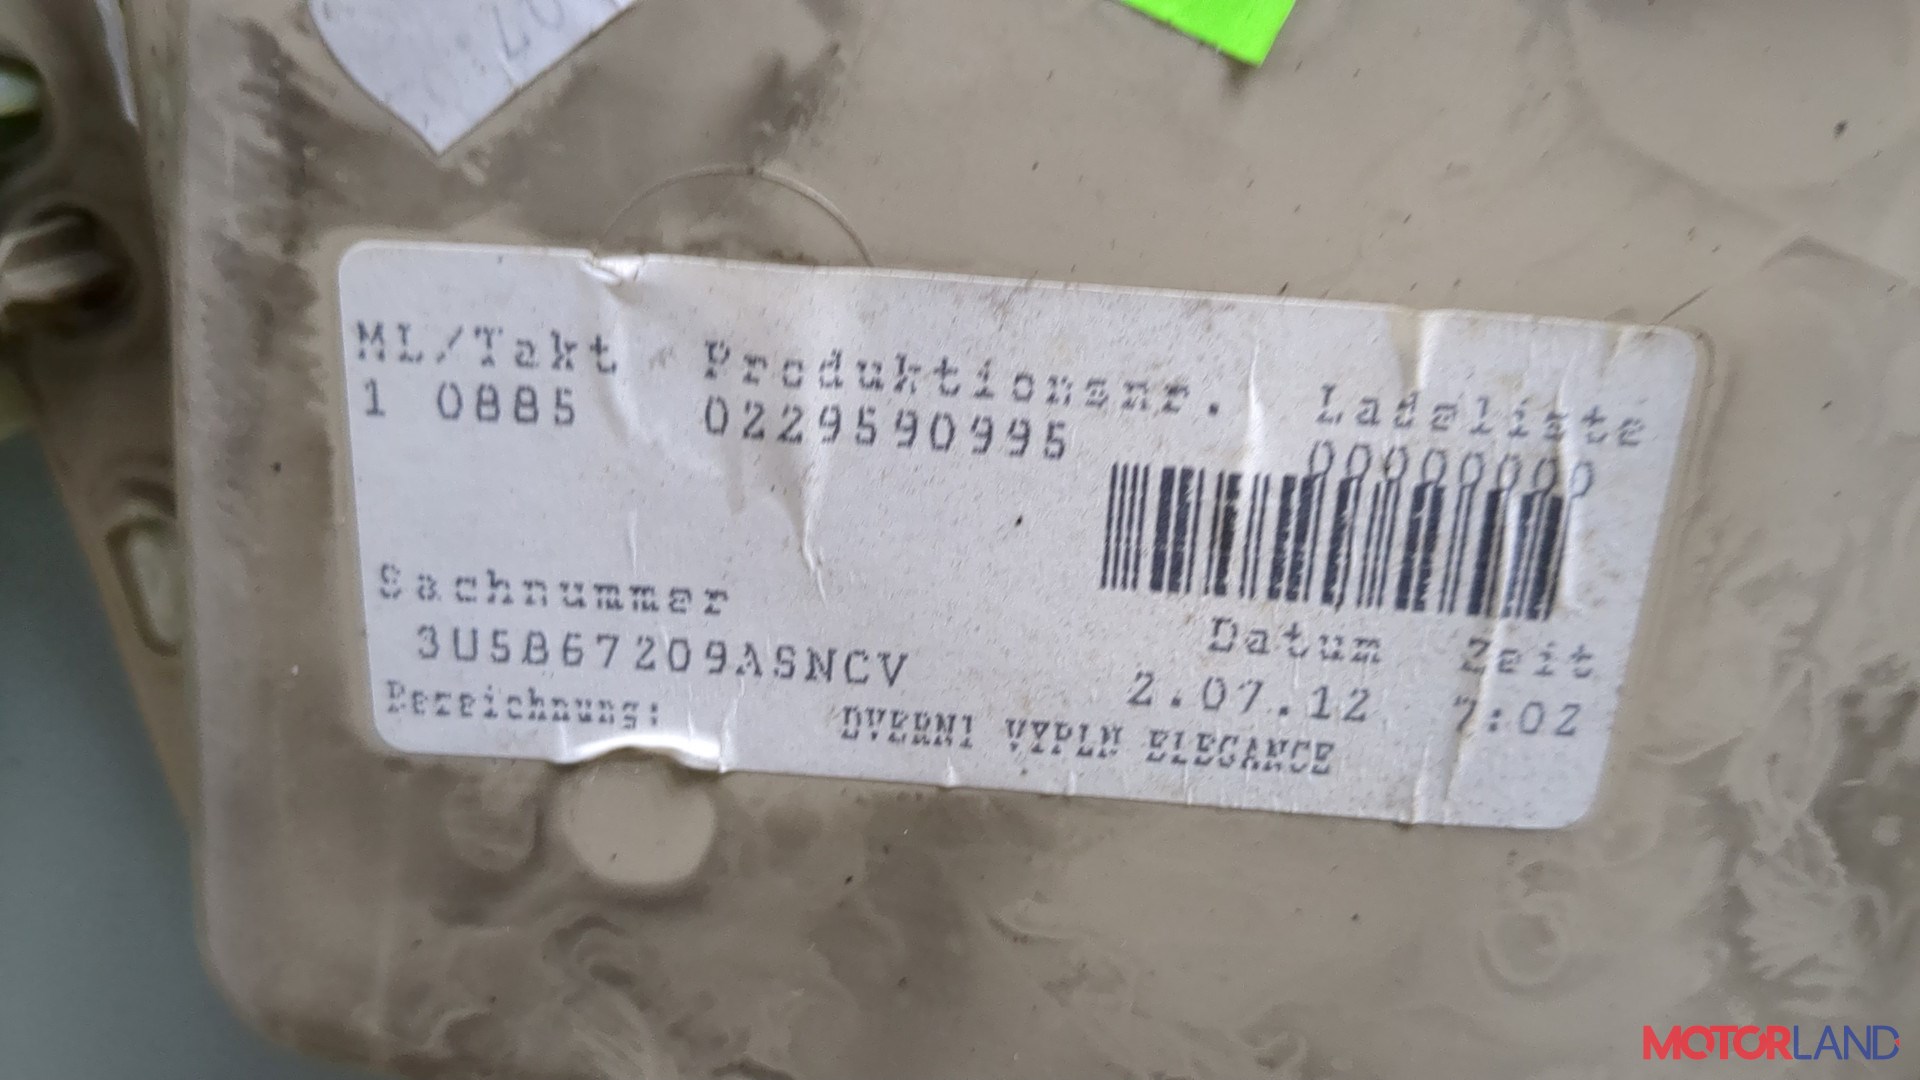 ML/Takt Produktionsnr. Ladeliste
1 0885 0229590995 00000000
Sachnummer Datum Zeit
3U5867209ASNCV 2.07.12 7:02
Bezeichnung: DVERNI VYPLN ELEGANCE
MOTORLAND